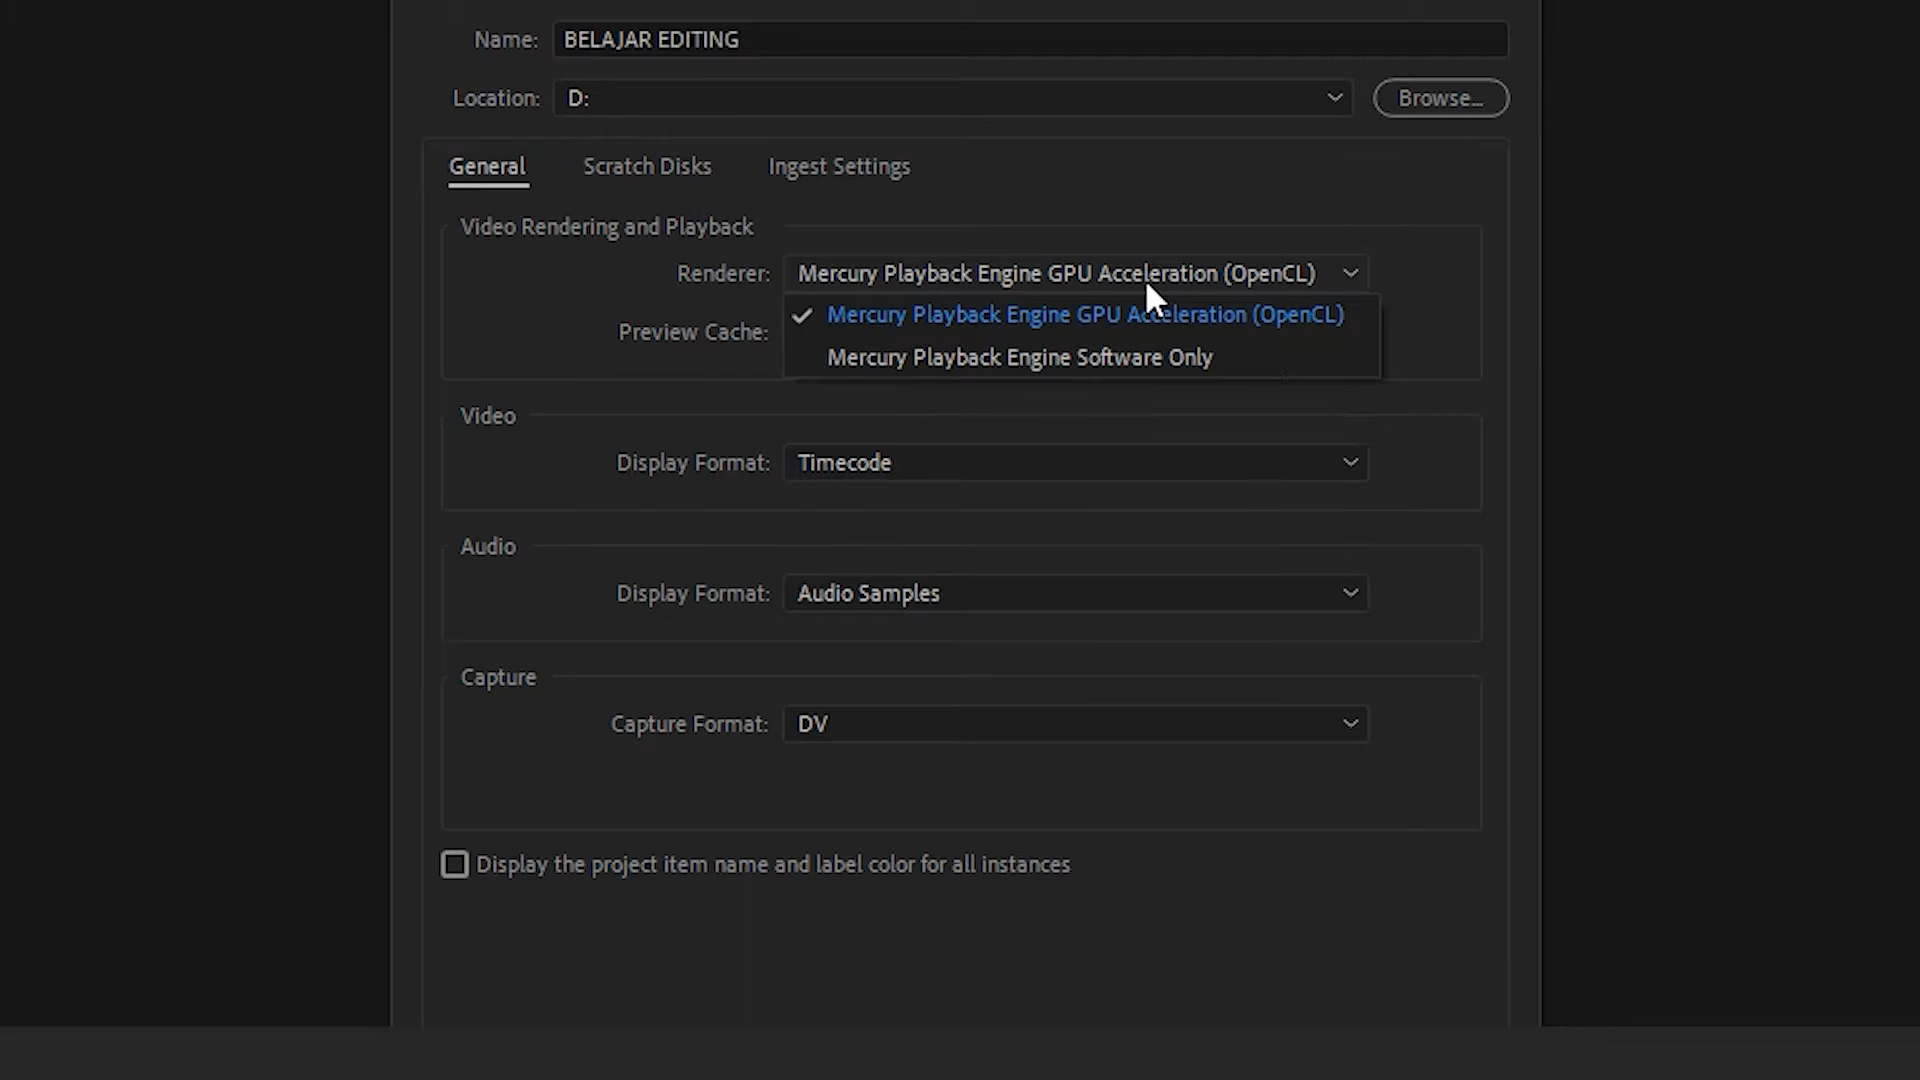 Name: BELAJAR EDITING
Location: D: Browse...
General Scratch Disks Ingest Settings
Video Rendering and Playback
Renderer: Mercury Playback Engine GPU Acceleration (OpenCL)
Mercury Playback Engine GPU Acceleration (OpenCL)
Preview Cache:
Mercury Playback Engine Software Only
Video
Display Format: Timecode
Audio
Display Format: Audio Samples
Capture
Capture Format: DV
Display the project item name and label color for all instances